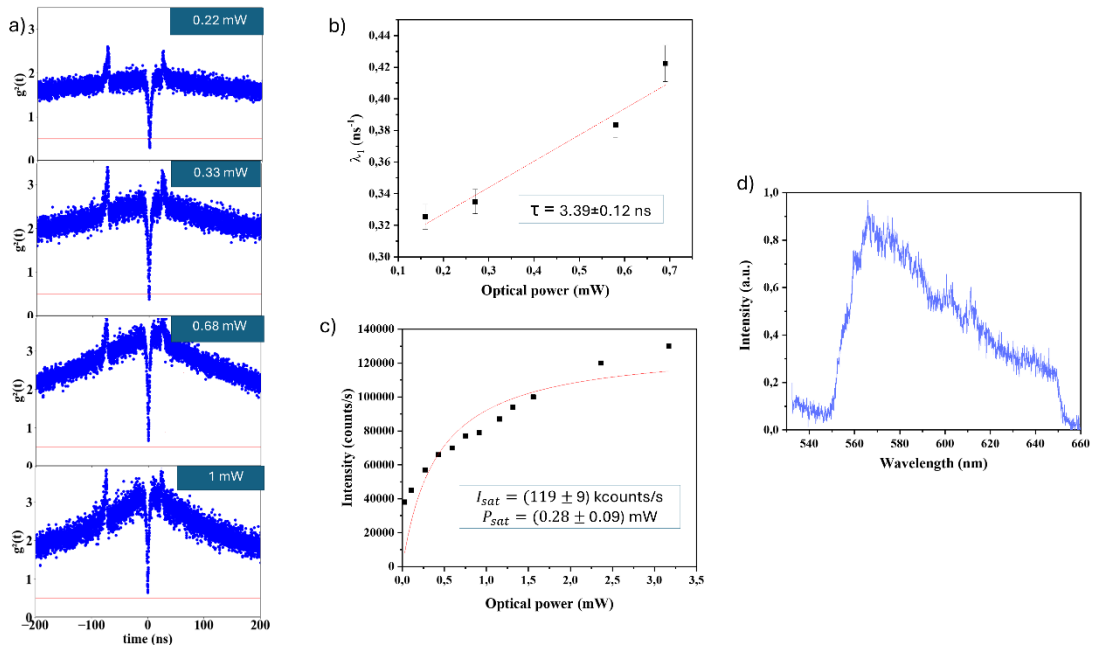 a)
0.22 mW
3
2
1
0
g²(t)
0.33 mW
3
2
1
0
g²(t)
0.68 mW
3
2
1
0
g²(t)
1 mW
3
2
1
0
g²(t)
−200 −100 0 100 200
time (ns)
b)
0,44
0,42
0,40
0,38
0,36
0,34
0,32
0,30
λ₁ (ns⁻¹)
τ = 3.39±0.12 ns
0,1 0,2 0,3 0,4 0,5 0,6 0,7
Optical power (mW)
c)
140000
120000
100000
80000
60000
40000
20000
0
Intensity (counts/s)
I_sat = (119 ± 9) kcounts/s
P_sat = (0.28 ± 0.09) mW
0,0 0,5 1,0 1,5 2,0 2,5 3,0 3,5
Optical power (mW)
d)
1,0
0,8
0,6
0,4
0,2
0,0
Intensity (a.u.)
540 560 580 600 620 640 660
Wavelength (nm)